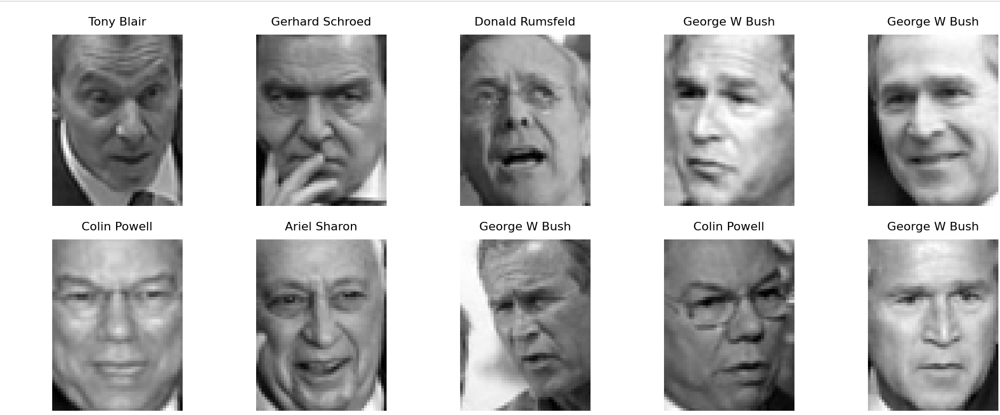 Tony Blair
Gerhard Schroed
Donald Rumsfeld
George W Bush
George W Bush
Colin Powell
Ariel Sharon
George W Bush
Colin Powell
George W Bush